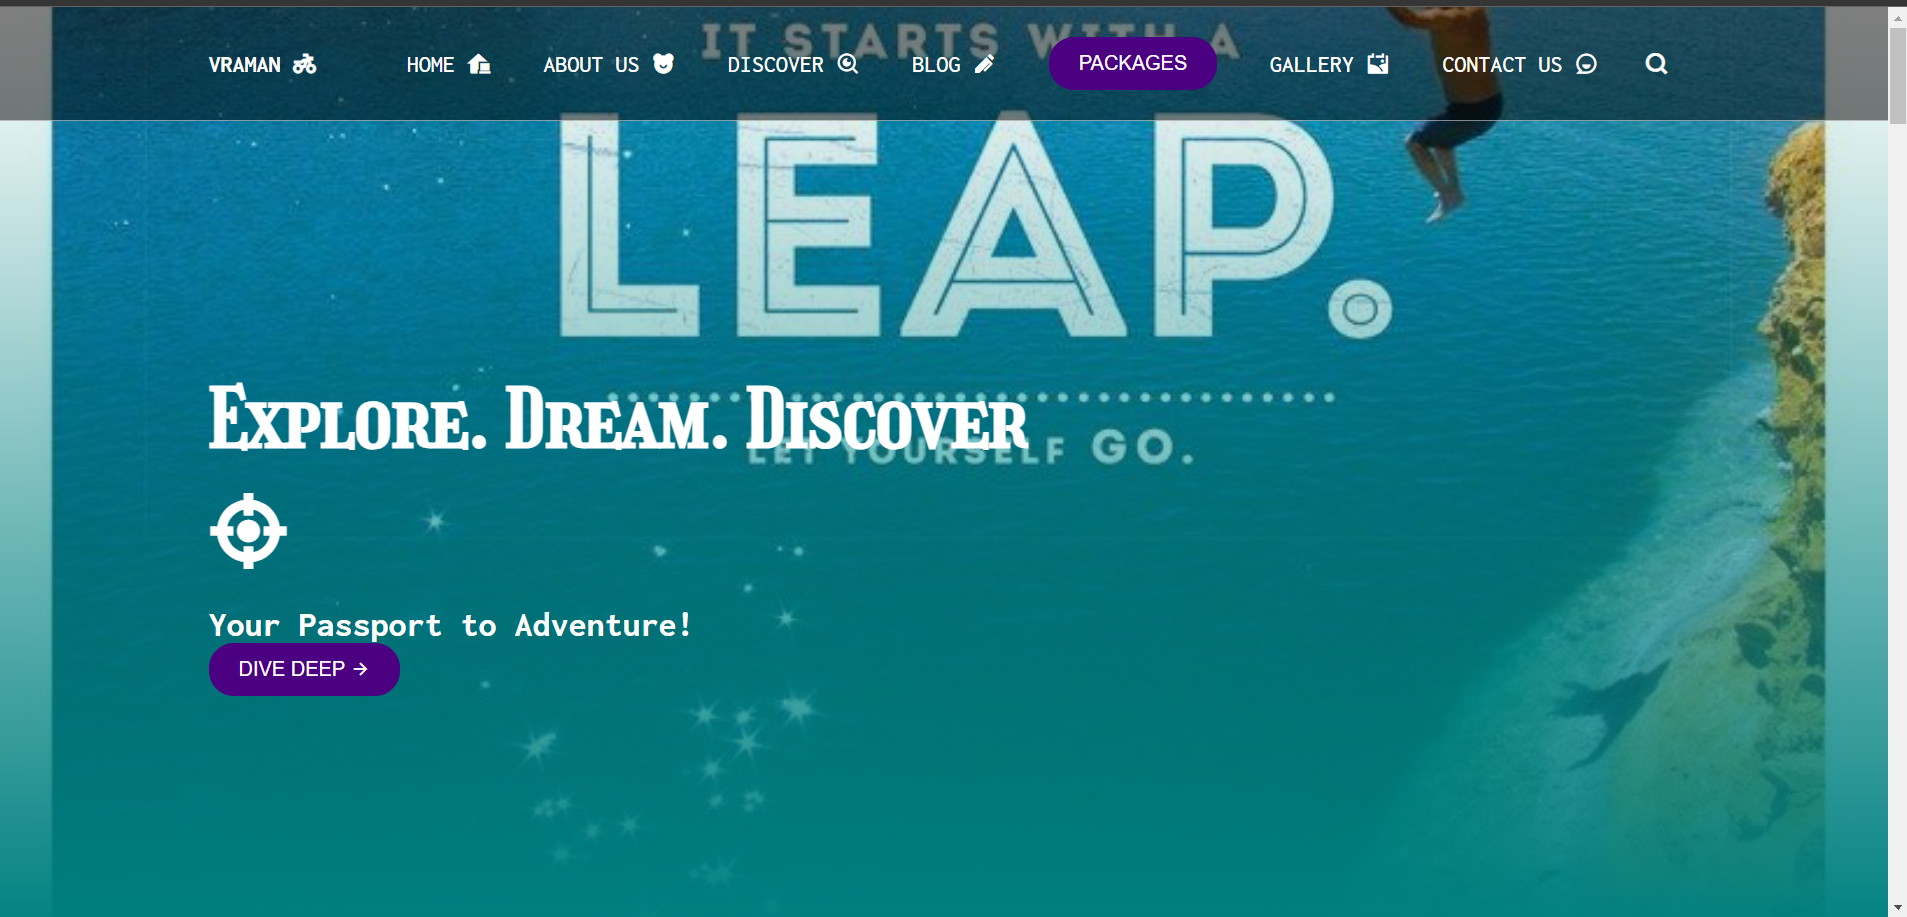 IT STARTS WITH A
VRAMAN HOME ABOUT US DISCOVER BLOG PACKAGES GALLERY CONTACT US
LEAP.
EXPLORE. DREAM. DISCOVER
LET YOURSELF GO.
Your Passport to Adventure!
DIVE DEEP →